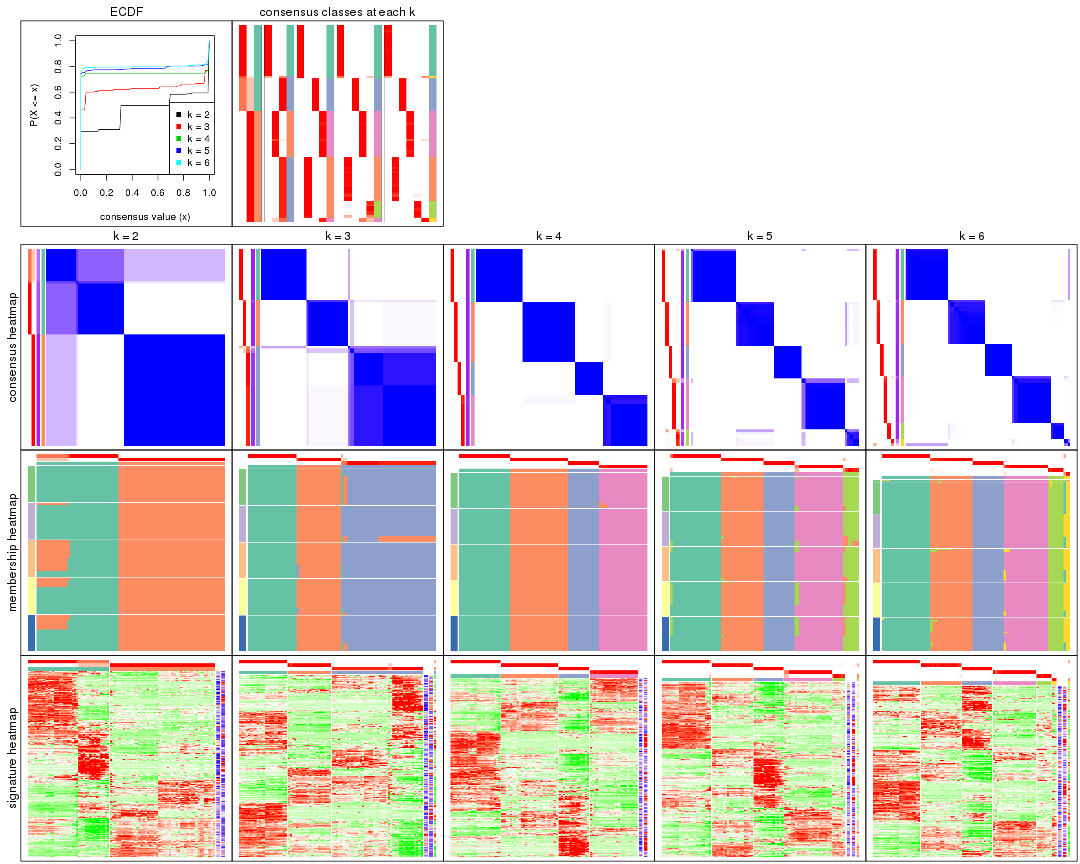 ECDF
consensus classes at each k
P(X <= x)
1.0
0.8
0.6
0.4
0.2
0.0
k = 2
k = 3
k = 4
k = 5
k = 6
0.0 0.2 0.4 0.6 0.8 1.0
consensus value (x)
k = 2 k = 3 k = 4 k = 5 k = 6
consensus heatmap
membership heatmap
signature heatmap